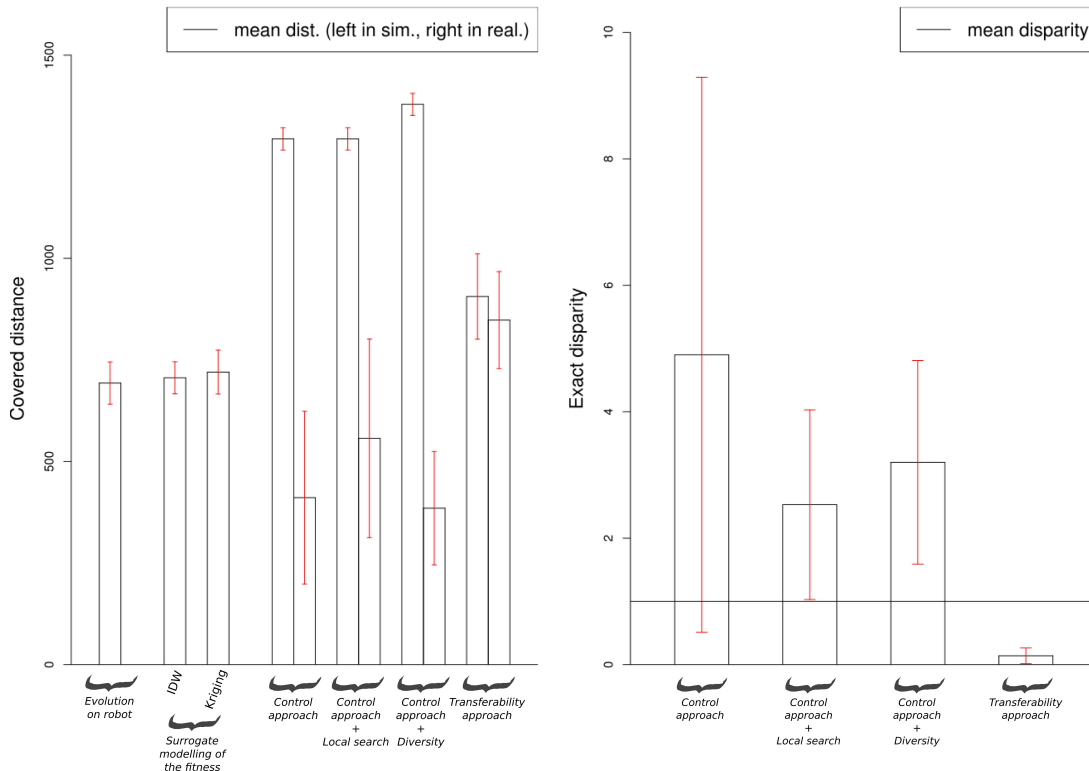 mean dist. (left in sim., right in real.)
Covered distance
1500
1000
500
0
Evolution
on robot
IDW
Kriging
Surrogate
modelling of
the fitness
Control
approach
Control
approach
+
Local search
Control
approach
+
Diversity
Transferability
approach
mean disparity
Exact disparity
10
8
6
4
2
0
Control
approach
Control
approach
+
Local search
Control
approach
+
Diversity
Transferability
approach